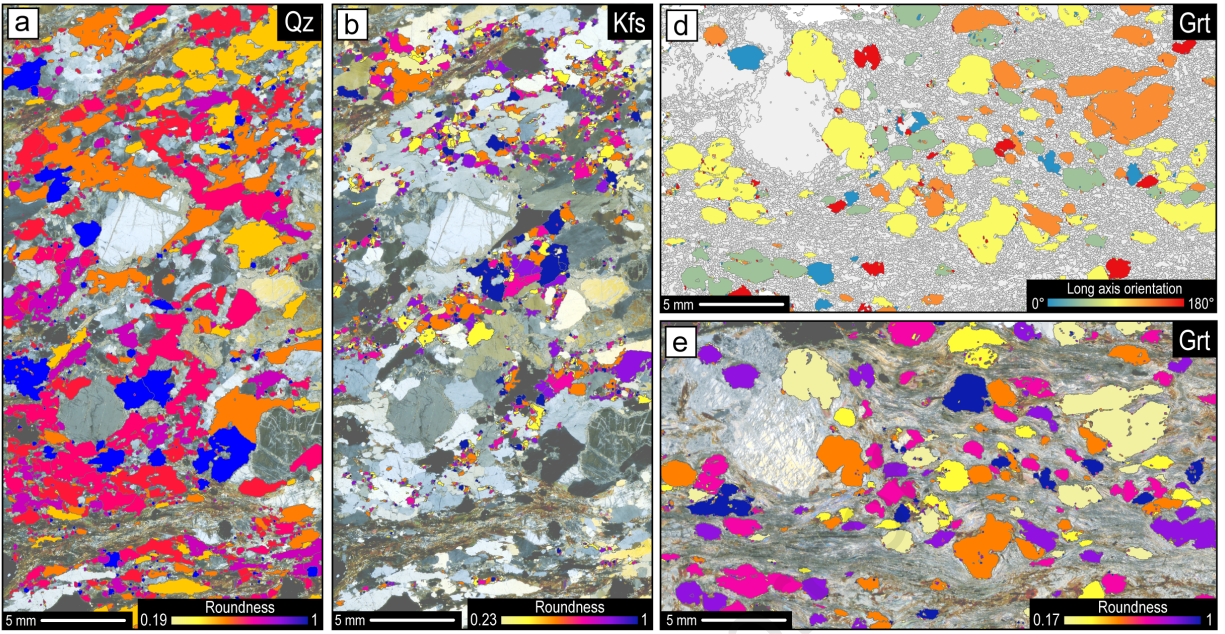 a
Qz
5 mm
Roundness
0.19
1
b
Kfs
5 mm
Roundness
0.23
1
d
Grt
5 mm
Long axis orientation
0°
180°
e
Grt
5 mm
Roundness
0.17
1